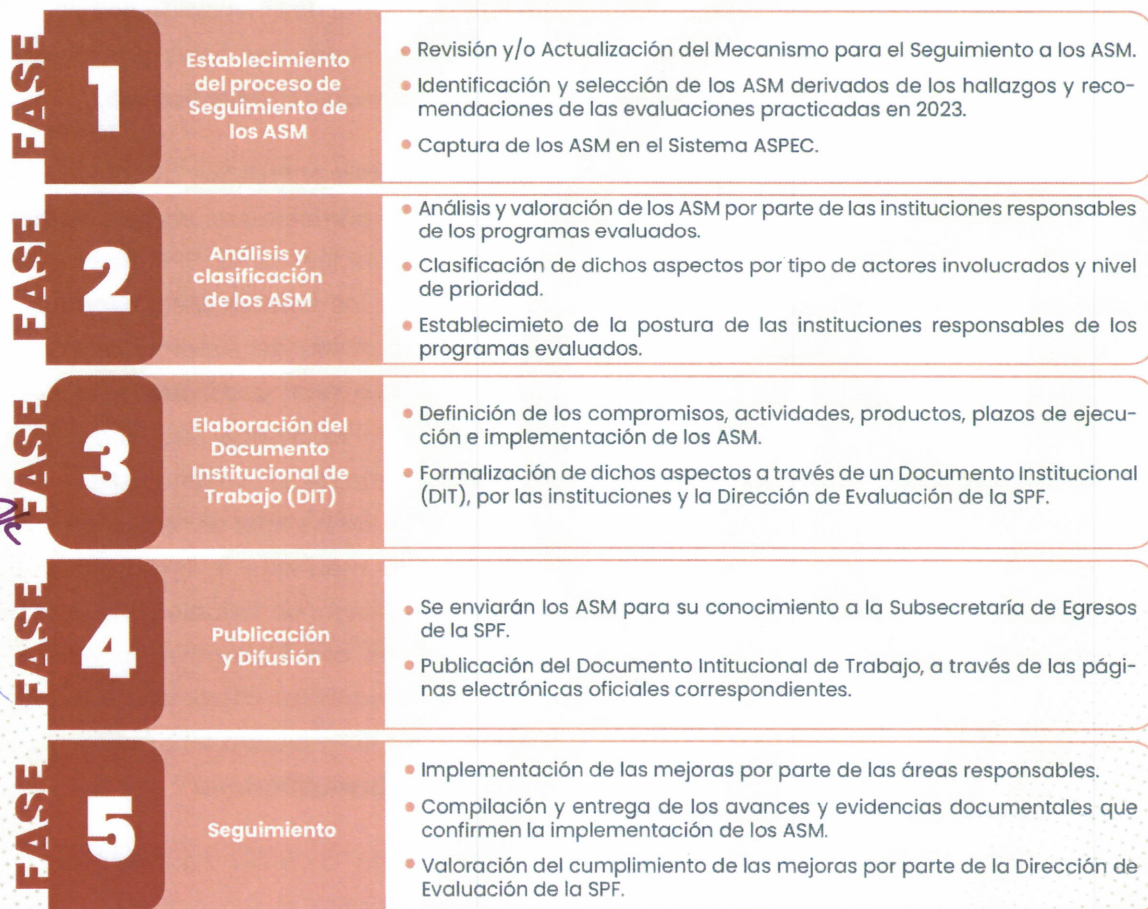 FASE
1
Establecimiento
del proceso de
Seguimiento de
los ASM
• Revisión y/o Actualización del Mecanismo para el Seguimiento a los ASM.
• Identificación y selección de los ASM derivados de los hallazgos y reco-
mendaciones de las evaluaciones practicadas en 2023.
• Captura de los ASM en el Sistema ASPEC.
FASE
2
Análisis y
clasificación
de los ASM
• Análisis y valoración de los ASM por parte de las instituciones responsables
de los programas evaluados.
• Clasificación de dichos aspectos por tipo de actores involucrados y nivel
de prioridad.
• Establecimieto de la postura de las instituciones responsables de los
programas evaluados.
FASE
3
Elaboración del
Documento
Institucional de
Trabajo (DIT)
• Definición de los compromisos, actividades, productos, plazos de ejecu-
ción e implementación de los ASM.
• Formalización de dichos aspectos a través de un Documento Institucional
(DIT), por las instituciones y la Dirección de Evaluación de la SPF.
FASE
4
Publicación
y Difusión
• Se enviarán los ASM para su conocimiento a la Subsecretaría de Egresos
de la SPF.
• Publicación del Documento Intitucional de Trabajo, a través de las pági-
nas electrónicas oficiales correspondientes.
FASE
5
Seguimiento
• Implementación de las mejoras por parte de las áreas responsables.
• Compilación y entrega de los avances y evidencias documentales que
confirmen la implementación de los ASM.
• Valoración del cumplimiento de las mejoras por parte de la Dirección de
Evaluación de la SPF.